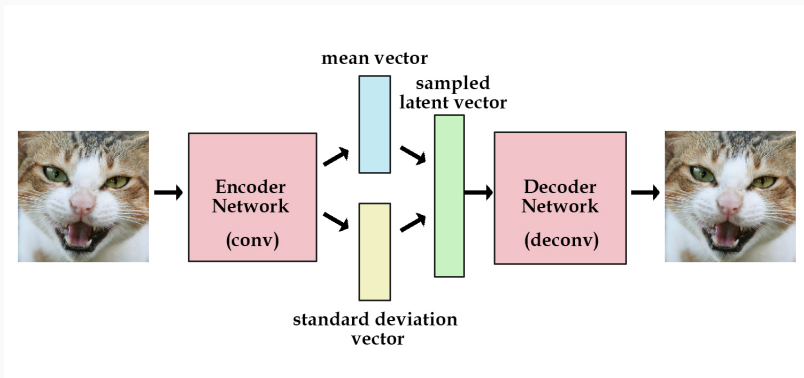 mean vector
sampled
latent vector
Encoder
Network
(conv)
Decoder
Network
(deconv)
standard deviation
vector